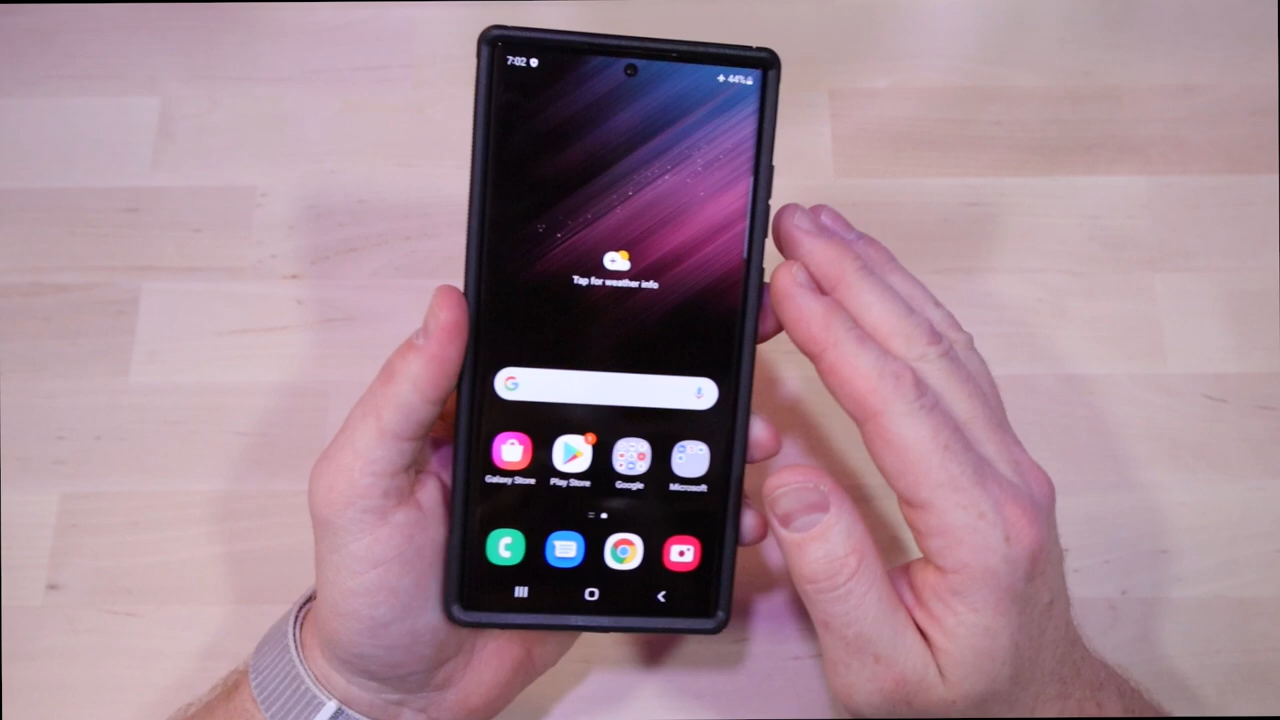 7:02
44%
Tap for weather info
G
Galaxy Store
Play Store
Google
Microsoft